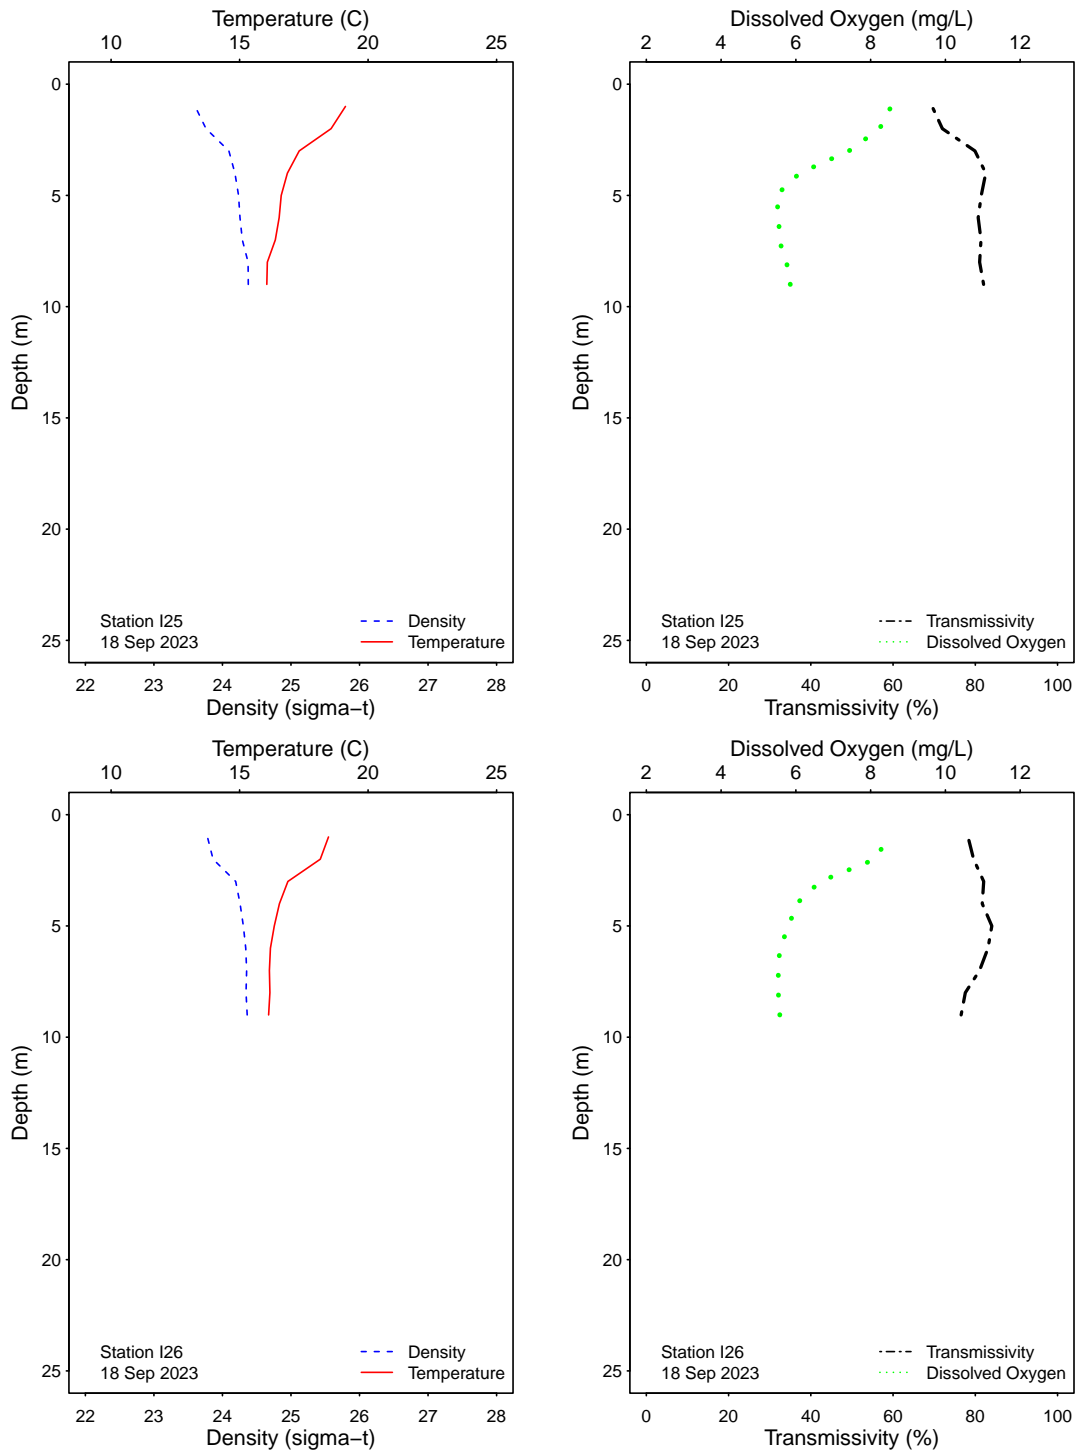 Temperature (C)
10 15 20 25
0
5
10
15
20
25
Depth (m)
Station I25
18 Sep 2023
Density
Temperature
22 23 24 25 26 27 28
Density (sigma−t)
Dissolved Oxygen (mg/L)
2 4 6 8 10 12
0
5
10
15
20
25
Depth (m)
Station I25
18 Sep 2023
Transmissivity
Dissolved Oxygen
0 20 40 60 80 100
Transmissivity (%)
Temperature (C)
10 15 20 25
0
5
10
15
20
25
Depth (m)
Station I26
18 Sep 2023
Density
Temperature
22 23 24 25 26 27 28
Density (sigma−t)
Dissolved Oxygen (mg/L)
2 4 6 8 10 12
0
5
10
15
20
25
Depth (m)
Station I26
18 Sep 2023
Transmissivity
Dissolved Oxygen
0 20 40 60 80 100
Transmissivity (%)